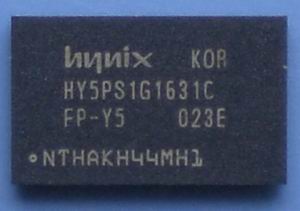 hynix KOR
HY5PS1G1631C
FP-Y5 023E
NTHAKH44MH1